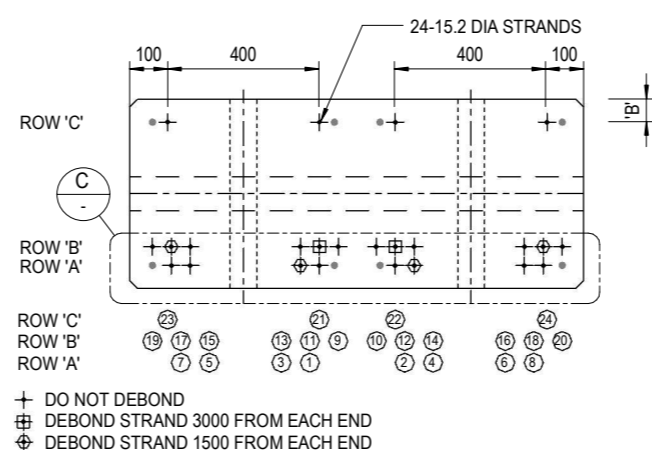 24-15.2 DIA STRANDS
100 400 400 100
'B'
ROW 'C'
C
-
ROW 'B'
ROW 'A'
ROW 'C' 23 21 22 24
ROW 'B' 19 17 15 13 11 9 10 12 14 16 18 20
ROW 'A' 7 5 3 1 2 4 6 8
DO NOT DEBOND
DEBOND STRAND 3000 FROM EACH END
DEBOND STRAND 1500 FROM EACH END